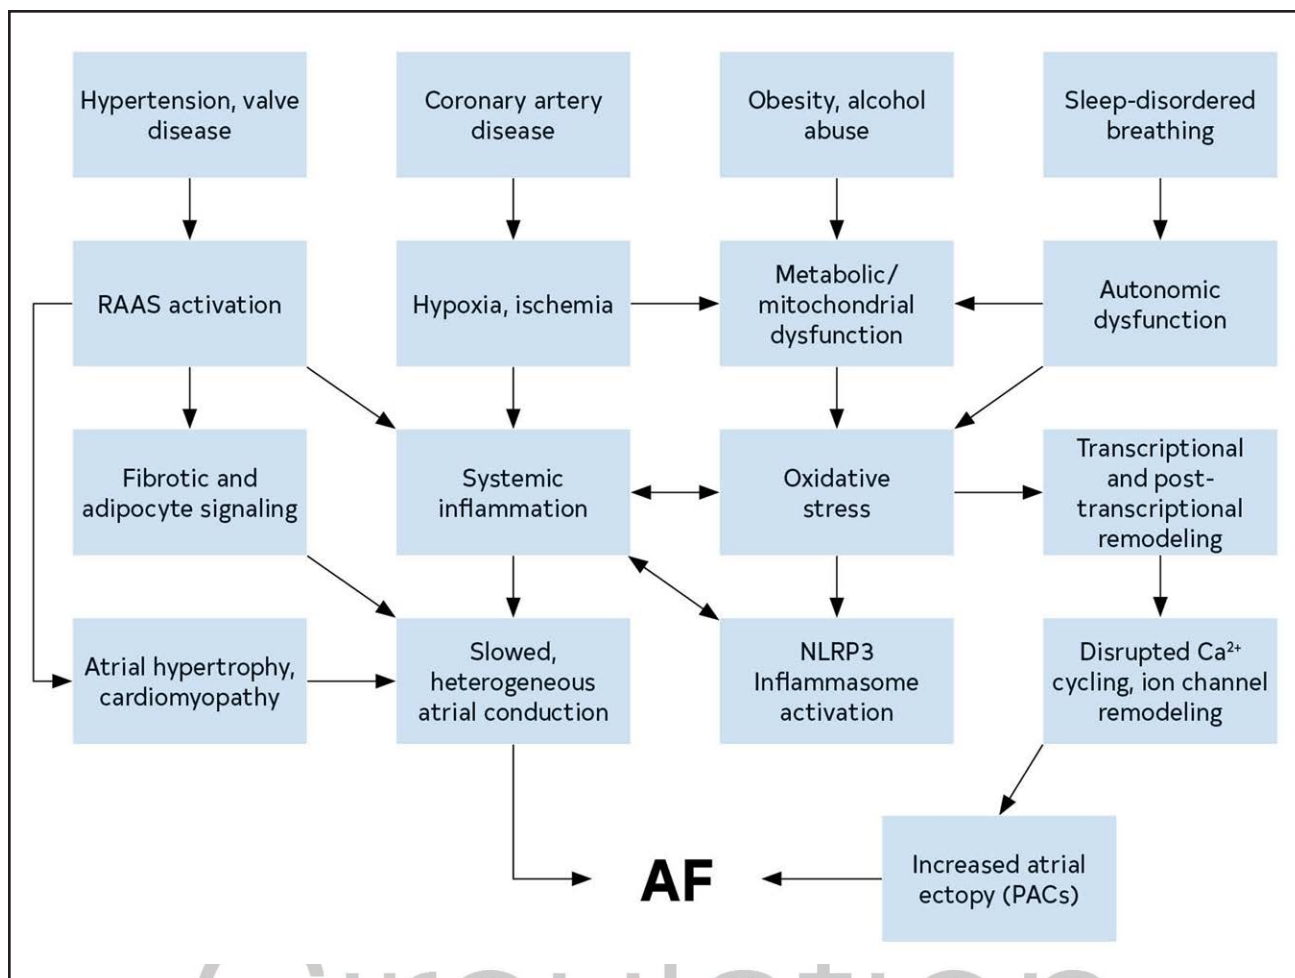 Hypertension, valve
disease
Coronary artery
disease
Obesity, alcohol
abuse
Sleep-disordered
breathing
RAAS activation
Hypoxia, ischemia
Metabolic/
mitochondrial
dysfunction
Autonomic
dysfunction
Fibrotic and
adipocyte signaling
Systemic
inflammation
Oxidative
stress
Transcriptional
and post-
transcriptional
remodeling
Atrial hypertrophy,
cardiomyopathy
Slowed,
heterogeneous
atrial conduction
NLRP3
Inflammasome
activation
Disrupted Ca²⁺
cycling, ion channel
remodeling
AF
Increased atrial
ectopy (PACs)